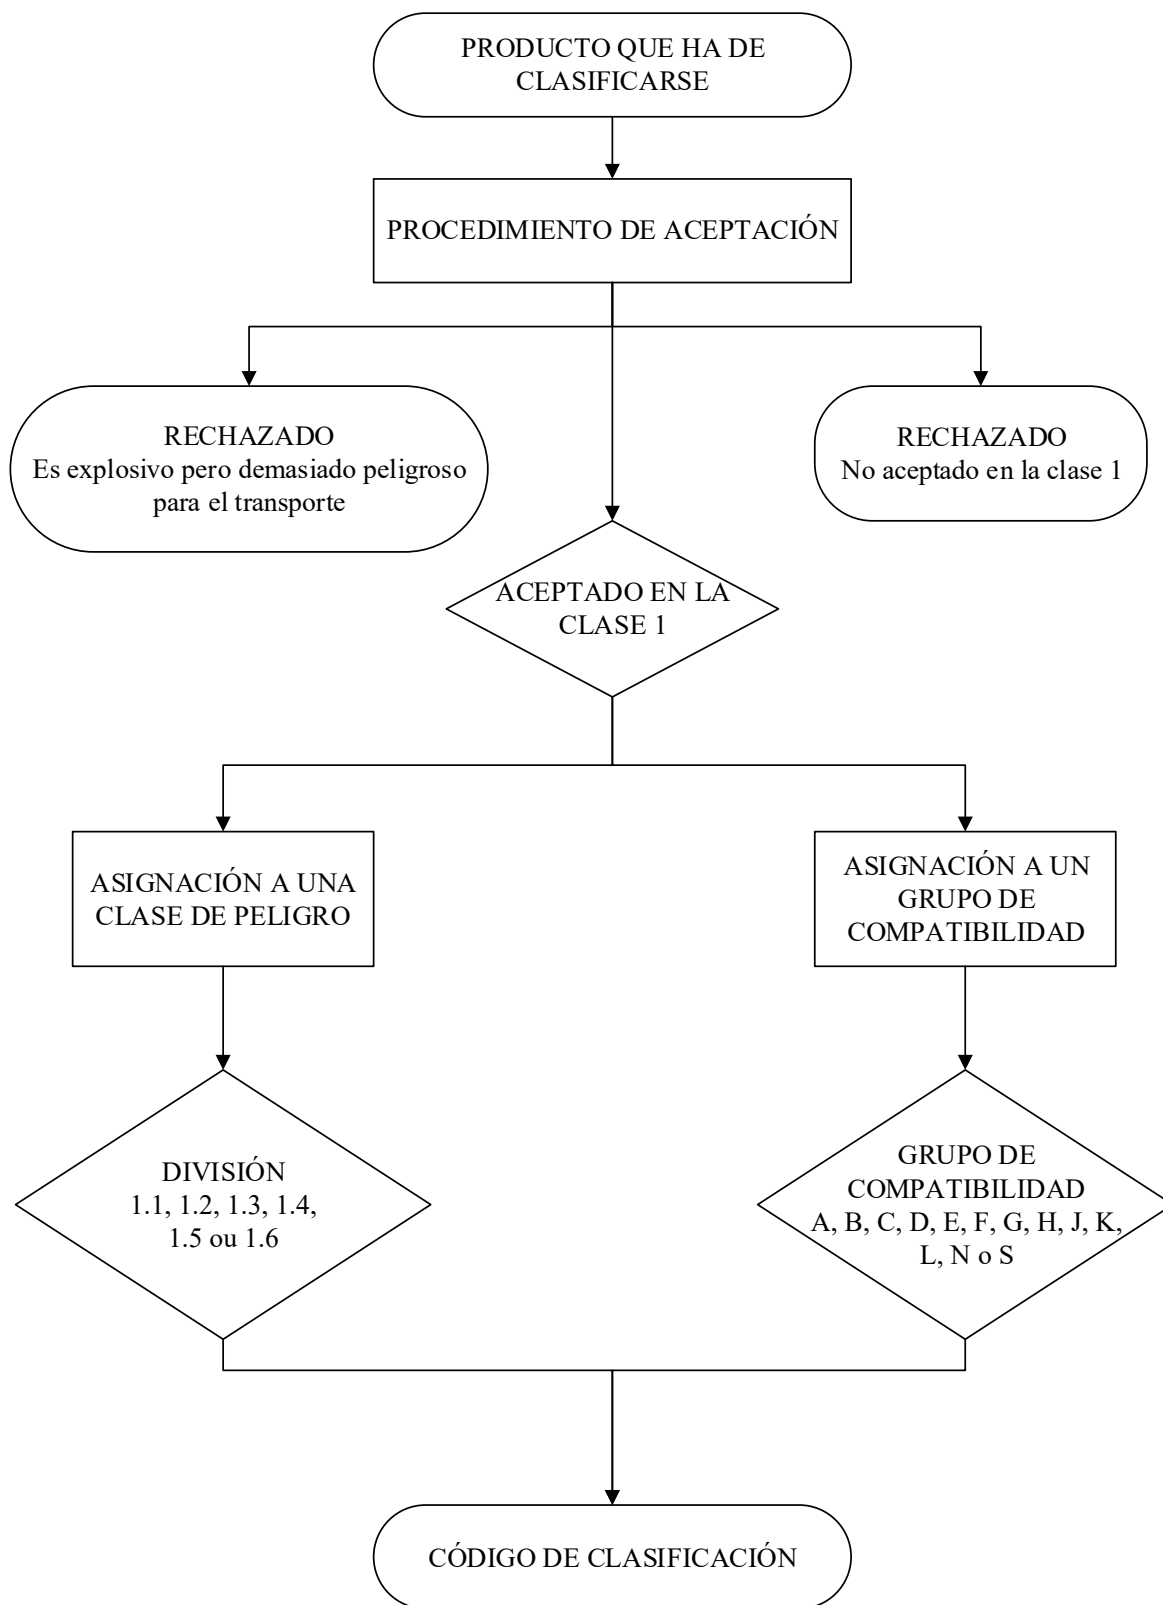 PRODUCTO QUE HA DE
CLASIFICARSE
PROCEDIMIENTO DE ACEPTACIÓN
RECHAZADO
Es explosivo pero demasiado peligroso
para el transporte
RECHAZADO
No aceptado en la clase 1
ACEPTADO EN LA
CLASE 1
ASIGNACIÓN A UNA
CLASE DE PELIGRO
ASIGNACIÓN A UN
GRUPO DE
COMPATIBILIDAD
DIVISIÓN
1.1, 1.2, 1.3, 1.4,
1.5 ou 1.6
GRUPO DE
COMPATIBILIDAD
A, B, C, D, E, F, G, H, J, K,
L, N o S
CÓDIGO DE CLASIFICACIÓN